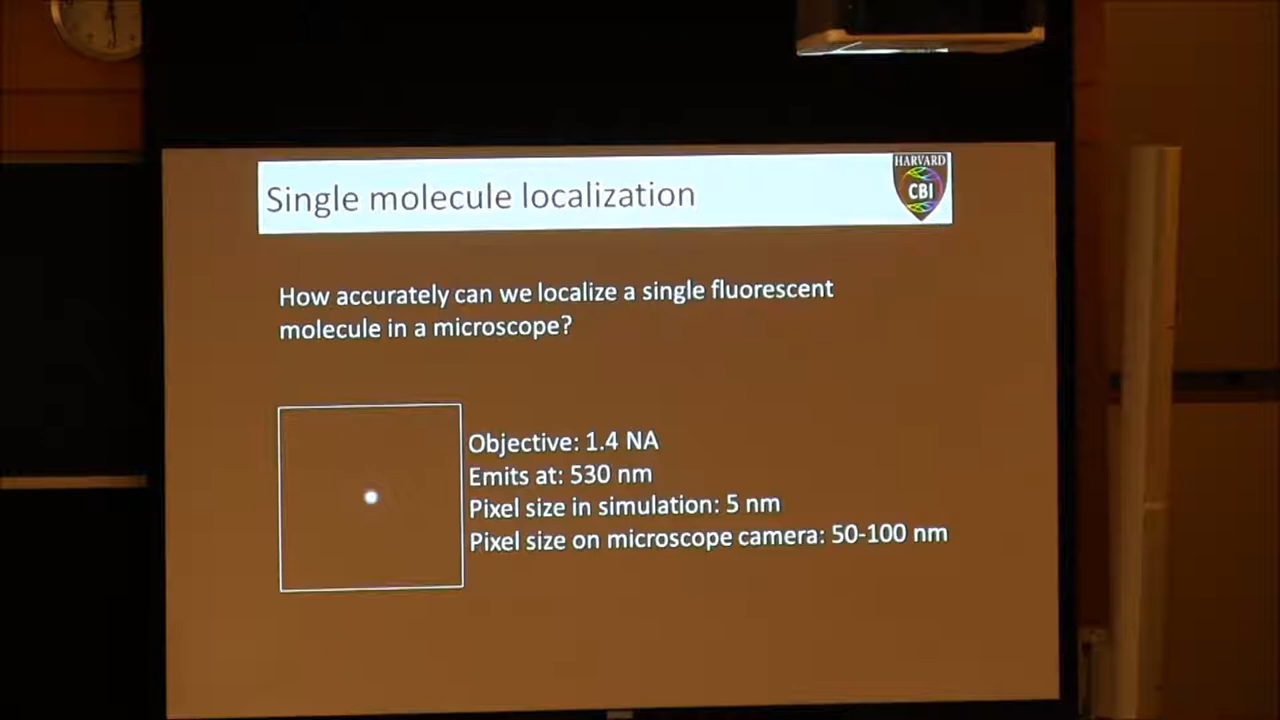 HARVARD
CBI
Single molecule localization
How accurately can we localize a single fluorescent
molecule in a microscope?
Objective: 1.4 NA
Emits at: 530 nm
Pixel size in simulation: 5 nm
Pixel size on microscope camera: 50-100 nm